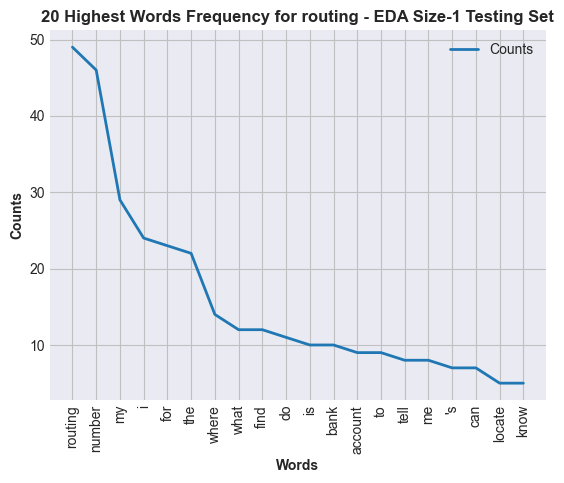 20 Highest Words Frequency for routing - EDA Size-1 Testing Set
Counts
50
40
30
20
10
Counts
routing
number
my
i
for
the
where
what
find
do
is
bank
account
to
tell
me
's
can
locate
know
Words